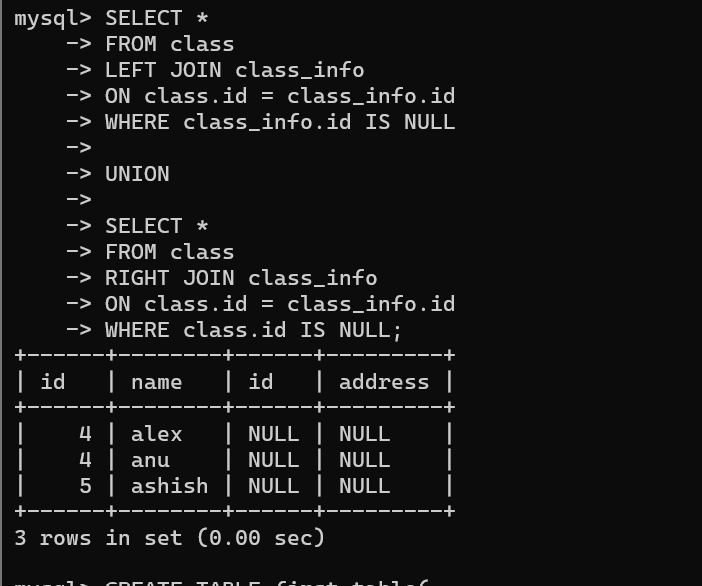 mysql> SELECT *
    -> FROM class
    -> LEFT JOIN class_info
    -> ON class.id = class_info.id
    -> WHERE class_info.id IS NULL
    ->
    -> UNION
    ->
    -> SELECT *
    -> FROM class
    -> RIGHT JOIN class_info
    -> ON class.id = class_info.id
    -> WHERE class.id IS NULL;
+------+--------+------+---------+
| id   | name   | id   | address |
+------+--------+------+---------+
|    4 | alex   | NULL | NULL    |
|    4 | anu    | NULL | NULL    |
|    5 | ashish | NULL | NULL    |
+------+--------+------+---------+
3 rows in set (0.00 sec)
mysql> CREATE TABLE first_table(